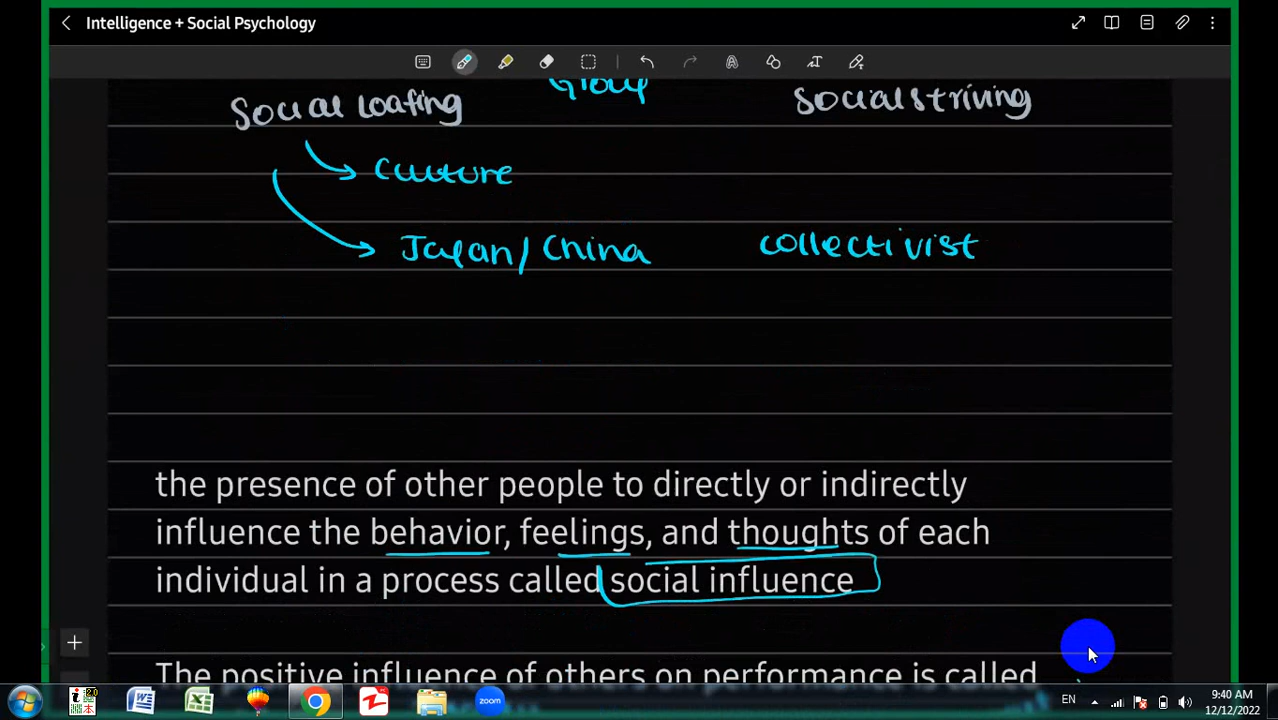 Intelligence + Social Psychology
Group
Social loafing
Social striving
Culture
Japan/China
collectivist
the presence of other people to directly or indirectly
influence the behavior, feelings, and thoughts of each
individual in a process called social influence
The positive influence of others on performance is called
zoom
EN
9:40 AM
12/12/2022